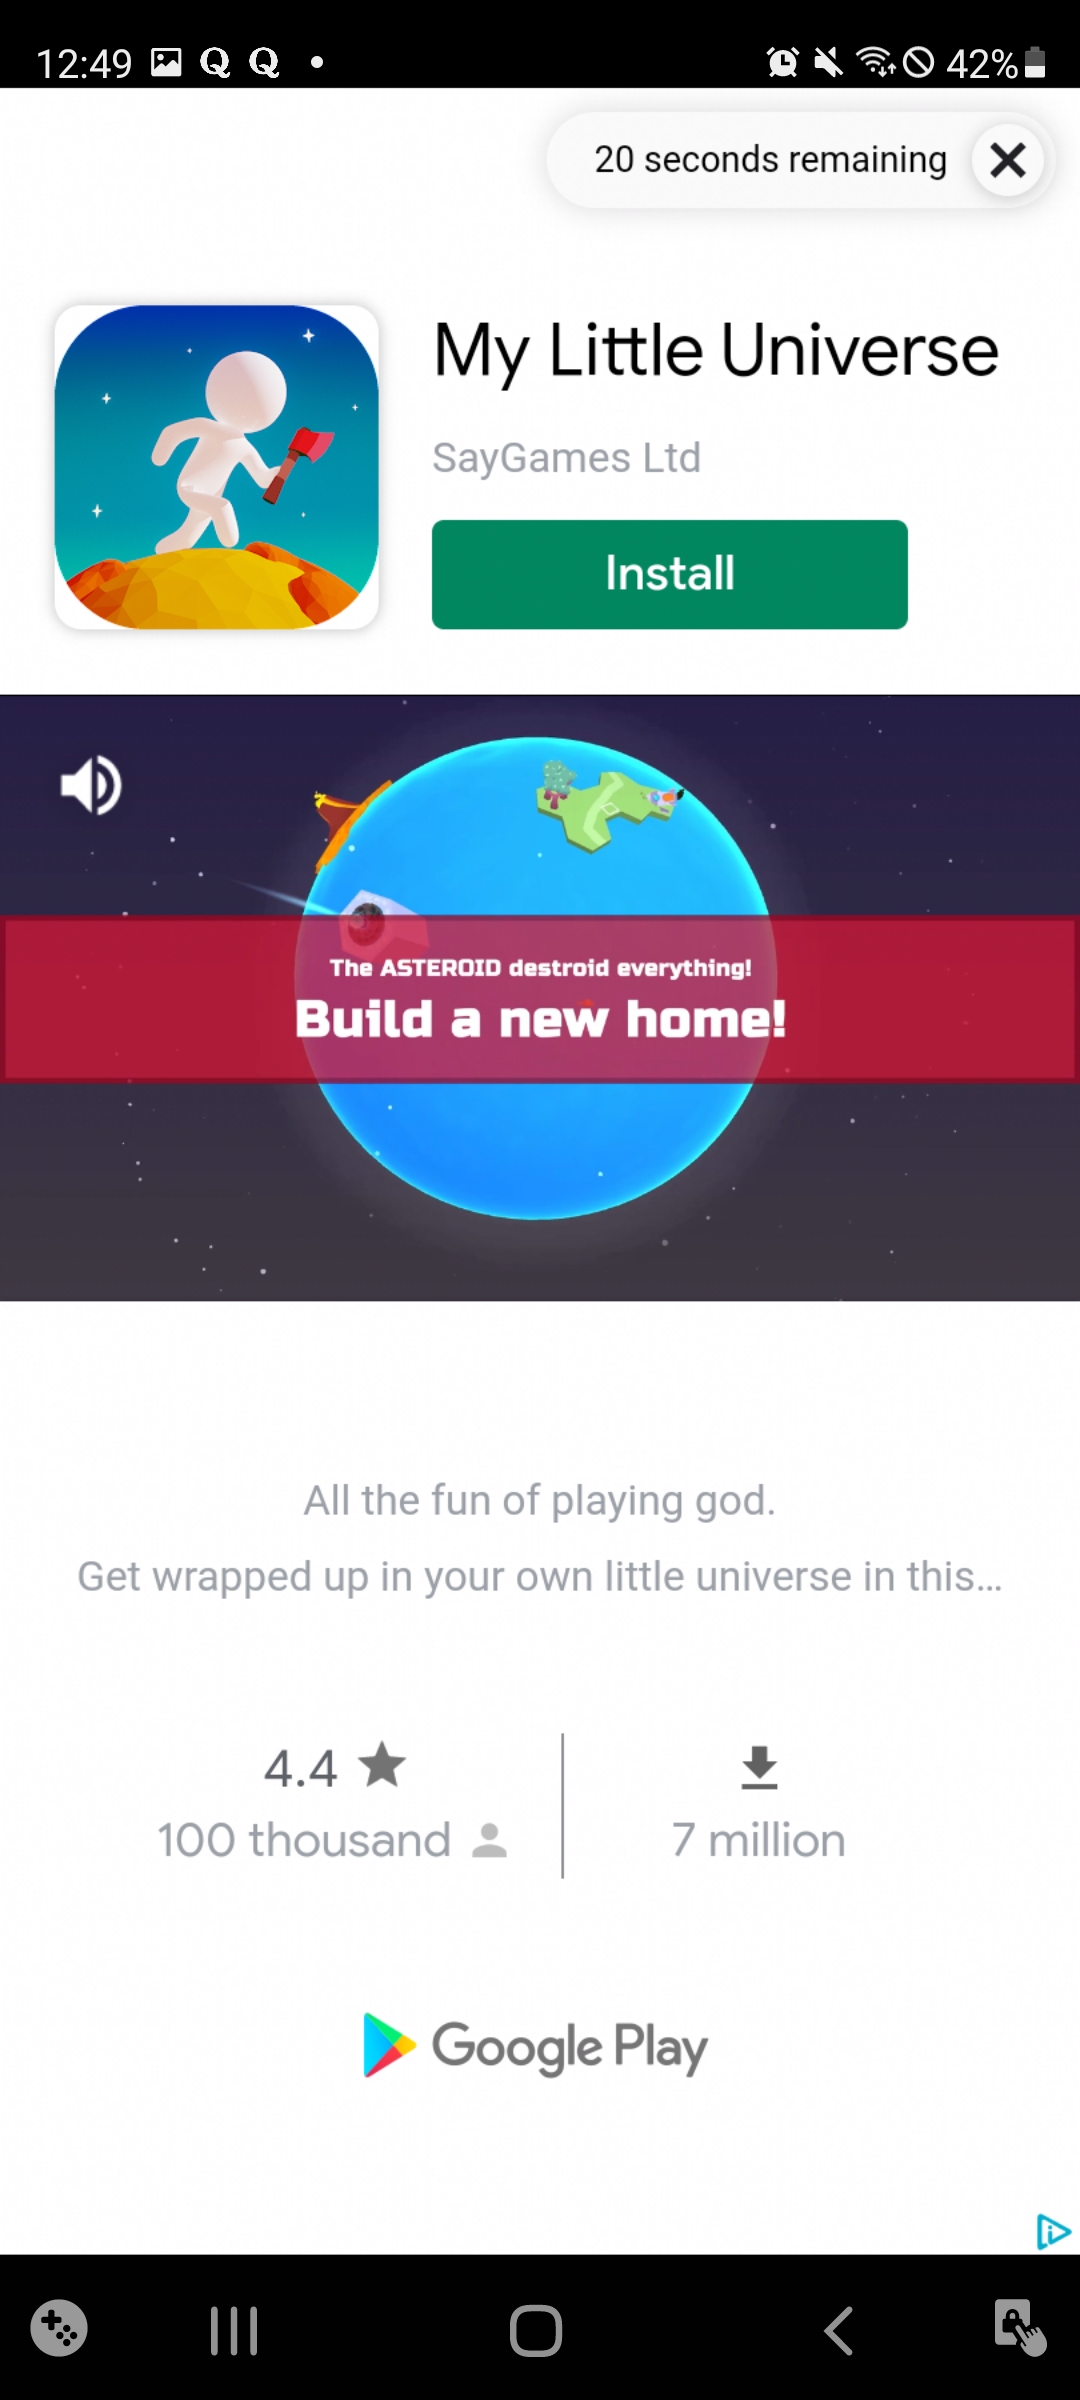 12:49 Q Q 42%
20 seconds remaining
My Little Universe
SayGames Ltd
Install
The ASTEROID destroid everything!
Build a new home!
All the fun of playing god.
Get wrapped up in your own little universe in this...
4.4
100 thousand
7 million
Google Play